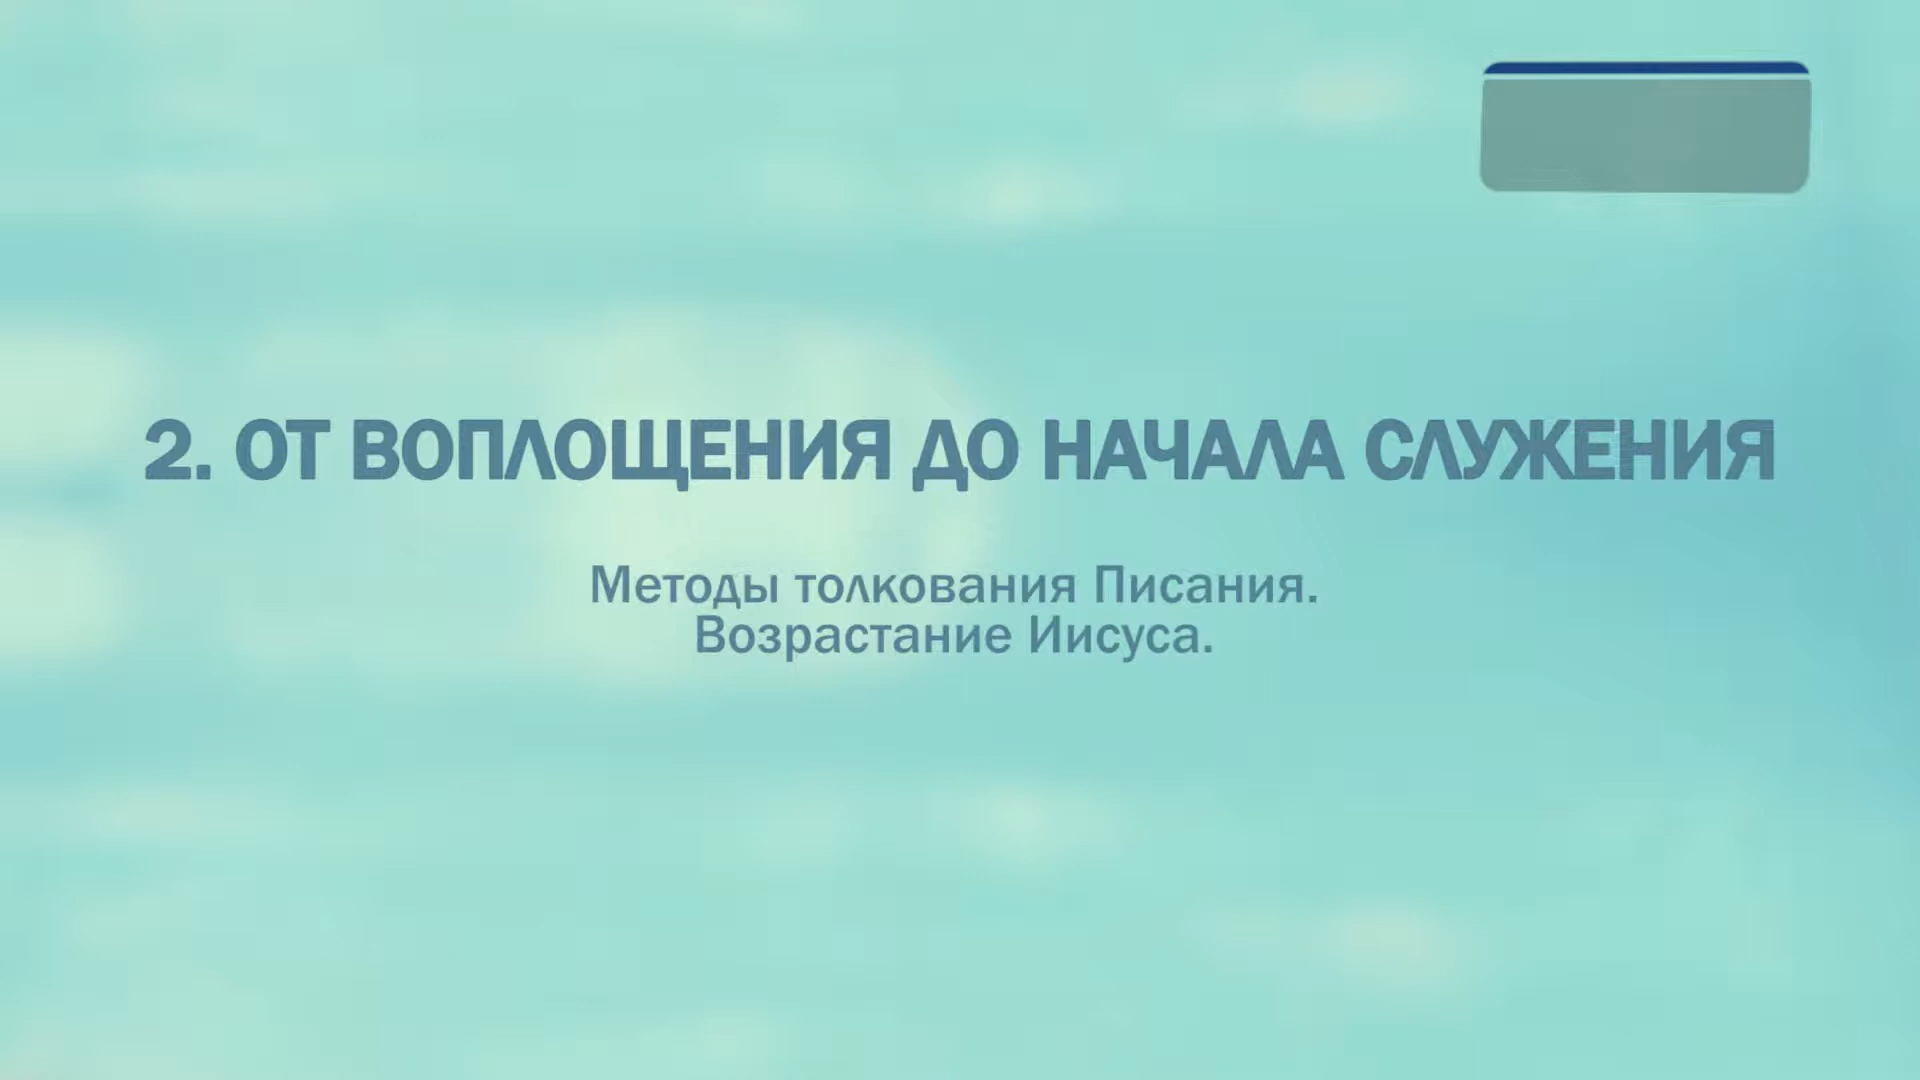 2. ОТ ВОПЛОЩЕНИЯ ДО НАЧАЛА СЛУЖЕНИЯ
Методы толкования Писания.
Возрастание Иисуса.